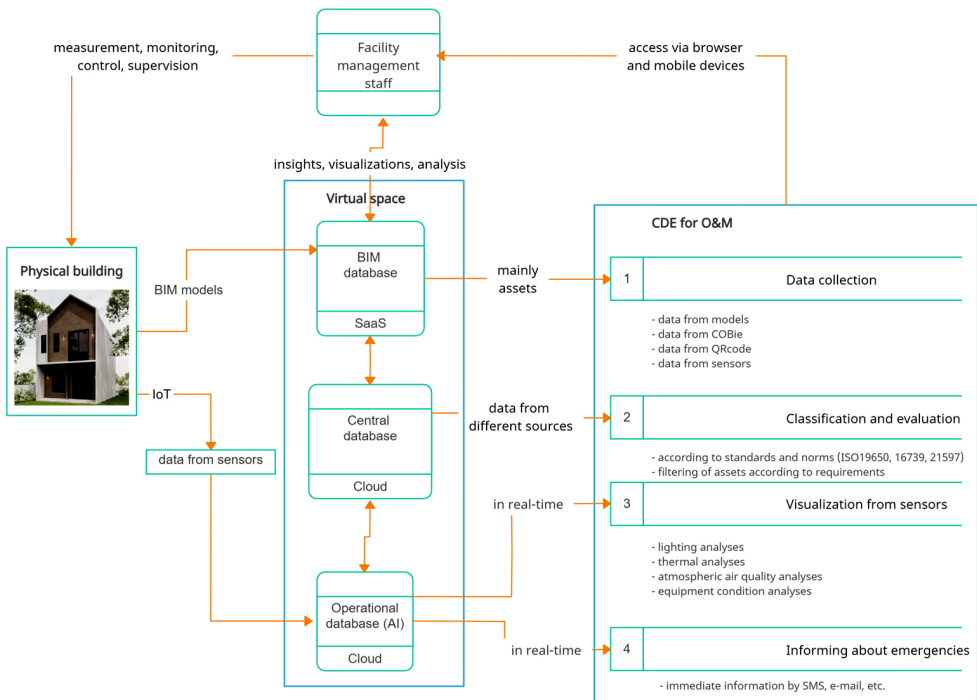 measurement, monitoring,
control, supervision
Facility
management
staff
access via browser
and mobile devices
insights, visualizations, analysis
Virtual space
Physical building
BIM models
IoT
data from sensors
BIM
database
SaaS
Central
database
Cloud
Operational
database (AI)
Cloud
mainly
assets
data from
different sources
in real-time
in real-time
CDE for O&M
1
Data collection
- data from models
- data from COBie
- data from QRcode
- data from sensors
2
Classification and evaluation
- according to standards and norms (ISO19650, 16739, 21597)
- filtering of assets according to requirements
3
Visualization from sensors
- lighting analyses
- thermal analyses
- atmospheric air quality analyses
- equipment condition analyses
4
Informing about emergencies
- immediate information by SMS, e-mail, etc.